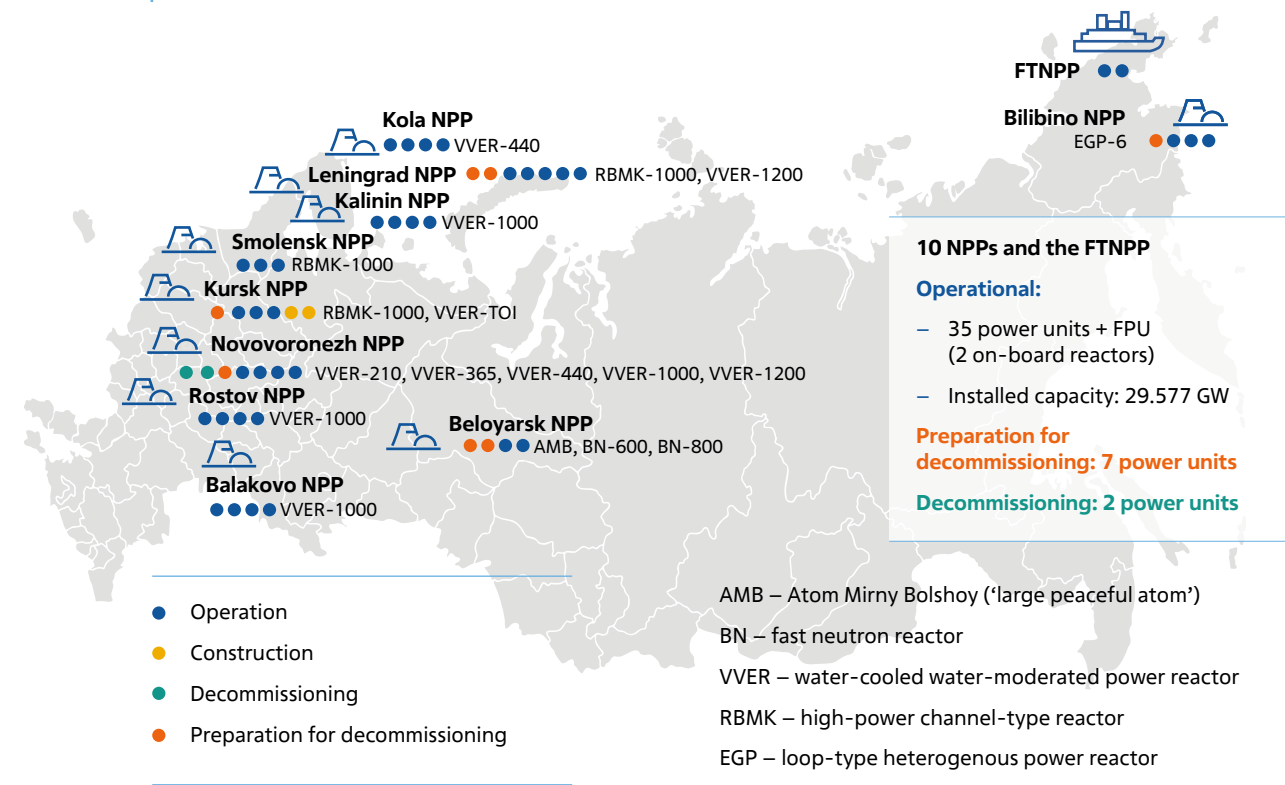 FTNPP
Bilibino NPP
EGP-6
Kola NPP
VVER-440
Leningrad NPP
RBMK-1000, VVER-1200
Kalinin NPP
VVER-1000
Smolensk NPP
RBMK-1000
Kursk NPP
RBMK-1000, VVER-TOI
Novovoronezh NPP
VVER-210, VVER-365, VVER-440, VVER-1000, VVER-1200
Rostov NPP
VVER-1000
Beloyarsk NPP
AMB, BN-600, BN-800
Balakovo NPP
VVER-1000
10 NPPs and the FTNPP
Operational:
– 35 power units + FPU
(2 on-board reactors)
– Installed capacity: 29.577 GW
Preparation for
decommissioning: 7 power units
Decommissioning: 2 power units
Operation
Construction
Decommissioning
Preparation for decommissioning
AMB – Atom Mirny Bolshoy (‘large peaceful atom’)
BN – fast neutron reactor
VVER – water-cooled water-moderated power reactor
RBMK – high-power channel-type reactor
EGP – loop-type heterogenous power reactor